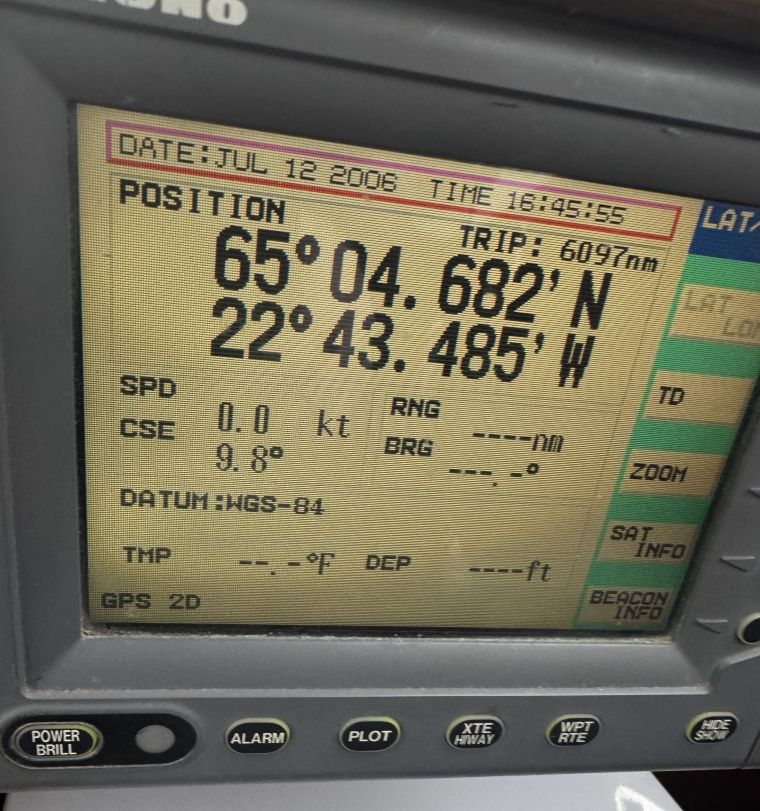 DATE:JUL 12 2006 TIME 16:45:55
POSITION
TRIP: 6097nm
65°04.682'N
22°43.485'W
SPD 0.0 kt
CSE 9.8°
RNG ----nm
BRG ---.-°
DATUM:WGS-84
TMP --.-°F DEP ----ft
GPS 2D
LAT/
LAT
TD
ZOOM
SAT INFO
BEACON INFO
POWER
BRILL
ALARM
PLOT
XTE
HIWAY
WPT
RTE
HIDE
SHOW